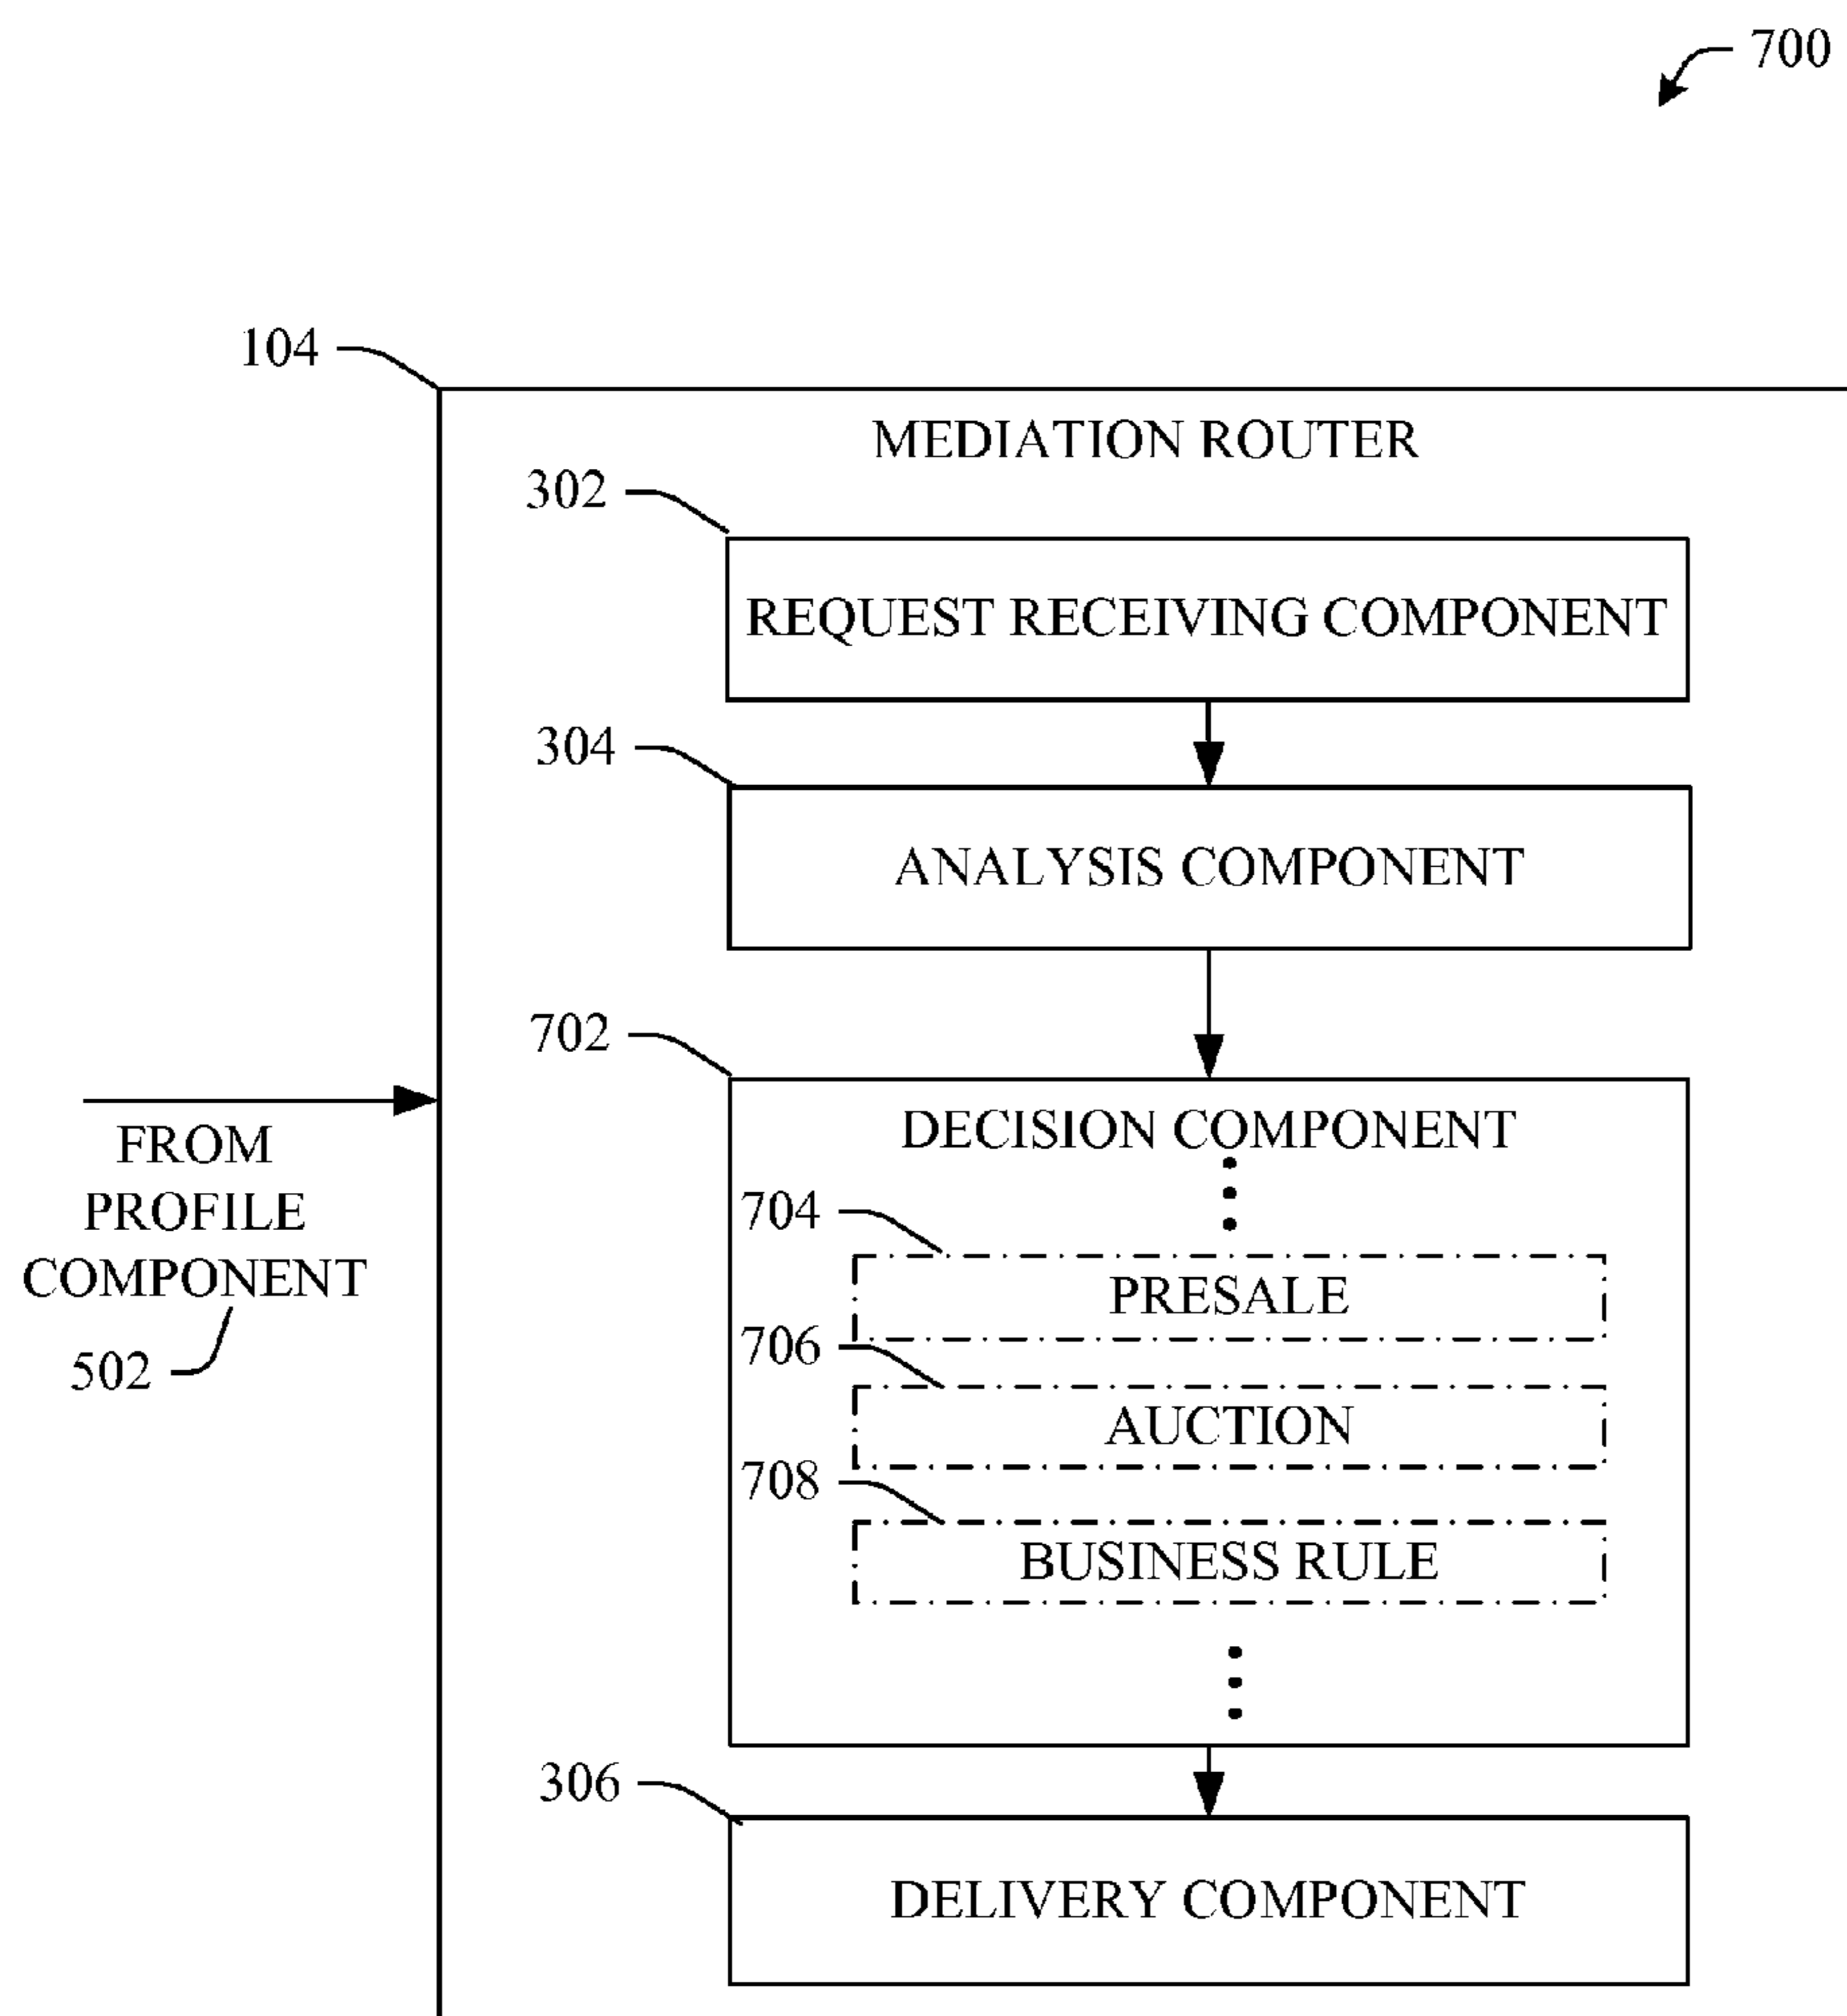 700
104
MEDIATION ROUTER
302
REQUEST RECEIVING COMPONENT
304
ANALYSIS COMPONENT
702
DECISION COMPONENT
FROM
PROFILE
COMPONENT
502
704
PRESALE
706
AUCTION
708
BUSINESS RULE
306
DELIVERY COMPONENT